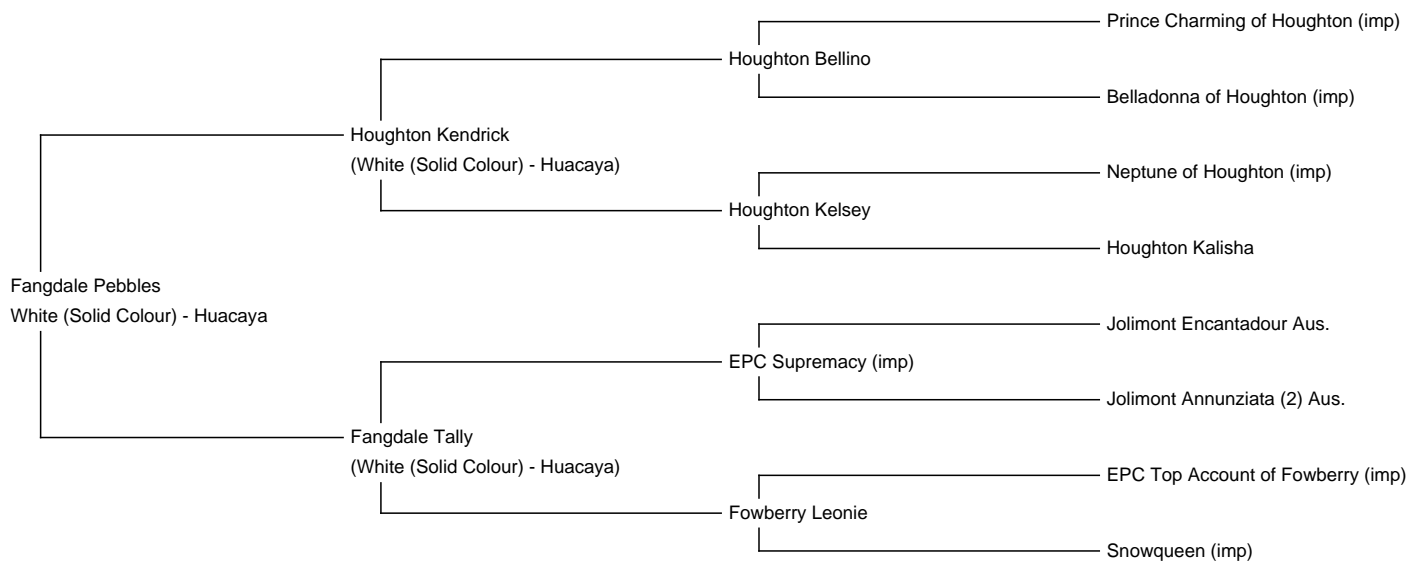 Prince Charming of Houghton (imp)
Houghton Bellino
Belladonna of Houghton (imp)
Houghton Kendrick
(White (Solid Colour) - Huacaya)
Neptune of Houghton (imp)
Houghton Kelsey
Houghton Kalisha
Fangdale Pebbles
White (Solid Colour) - Huacaya
Jolimont Encantadour Aus.
EPC Supremacy (imp)
Jolimont Annunziata (2) Aus.
Fangdale Tally
(White (Solid Colour) - Huacaya)
EPC Top Account of Fowberry (imp)
Fowberry Leonie
Snowqueen (imp)